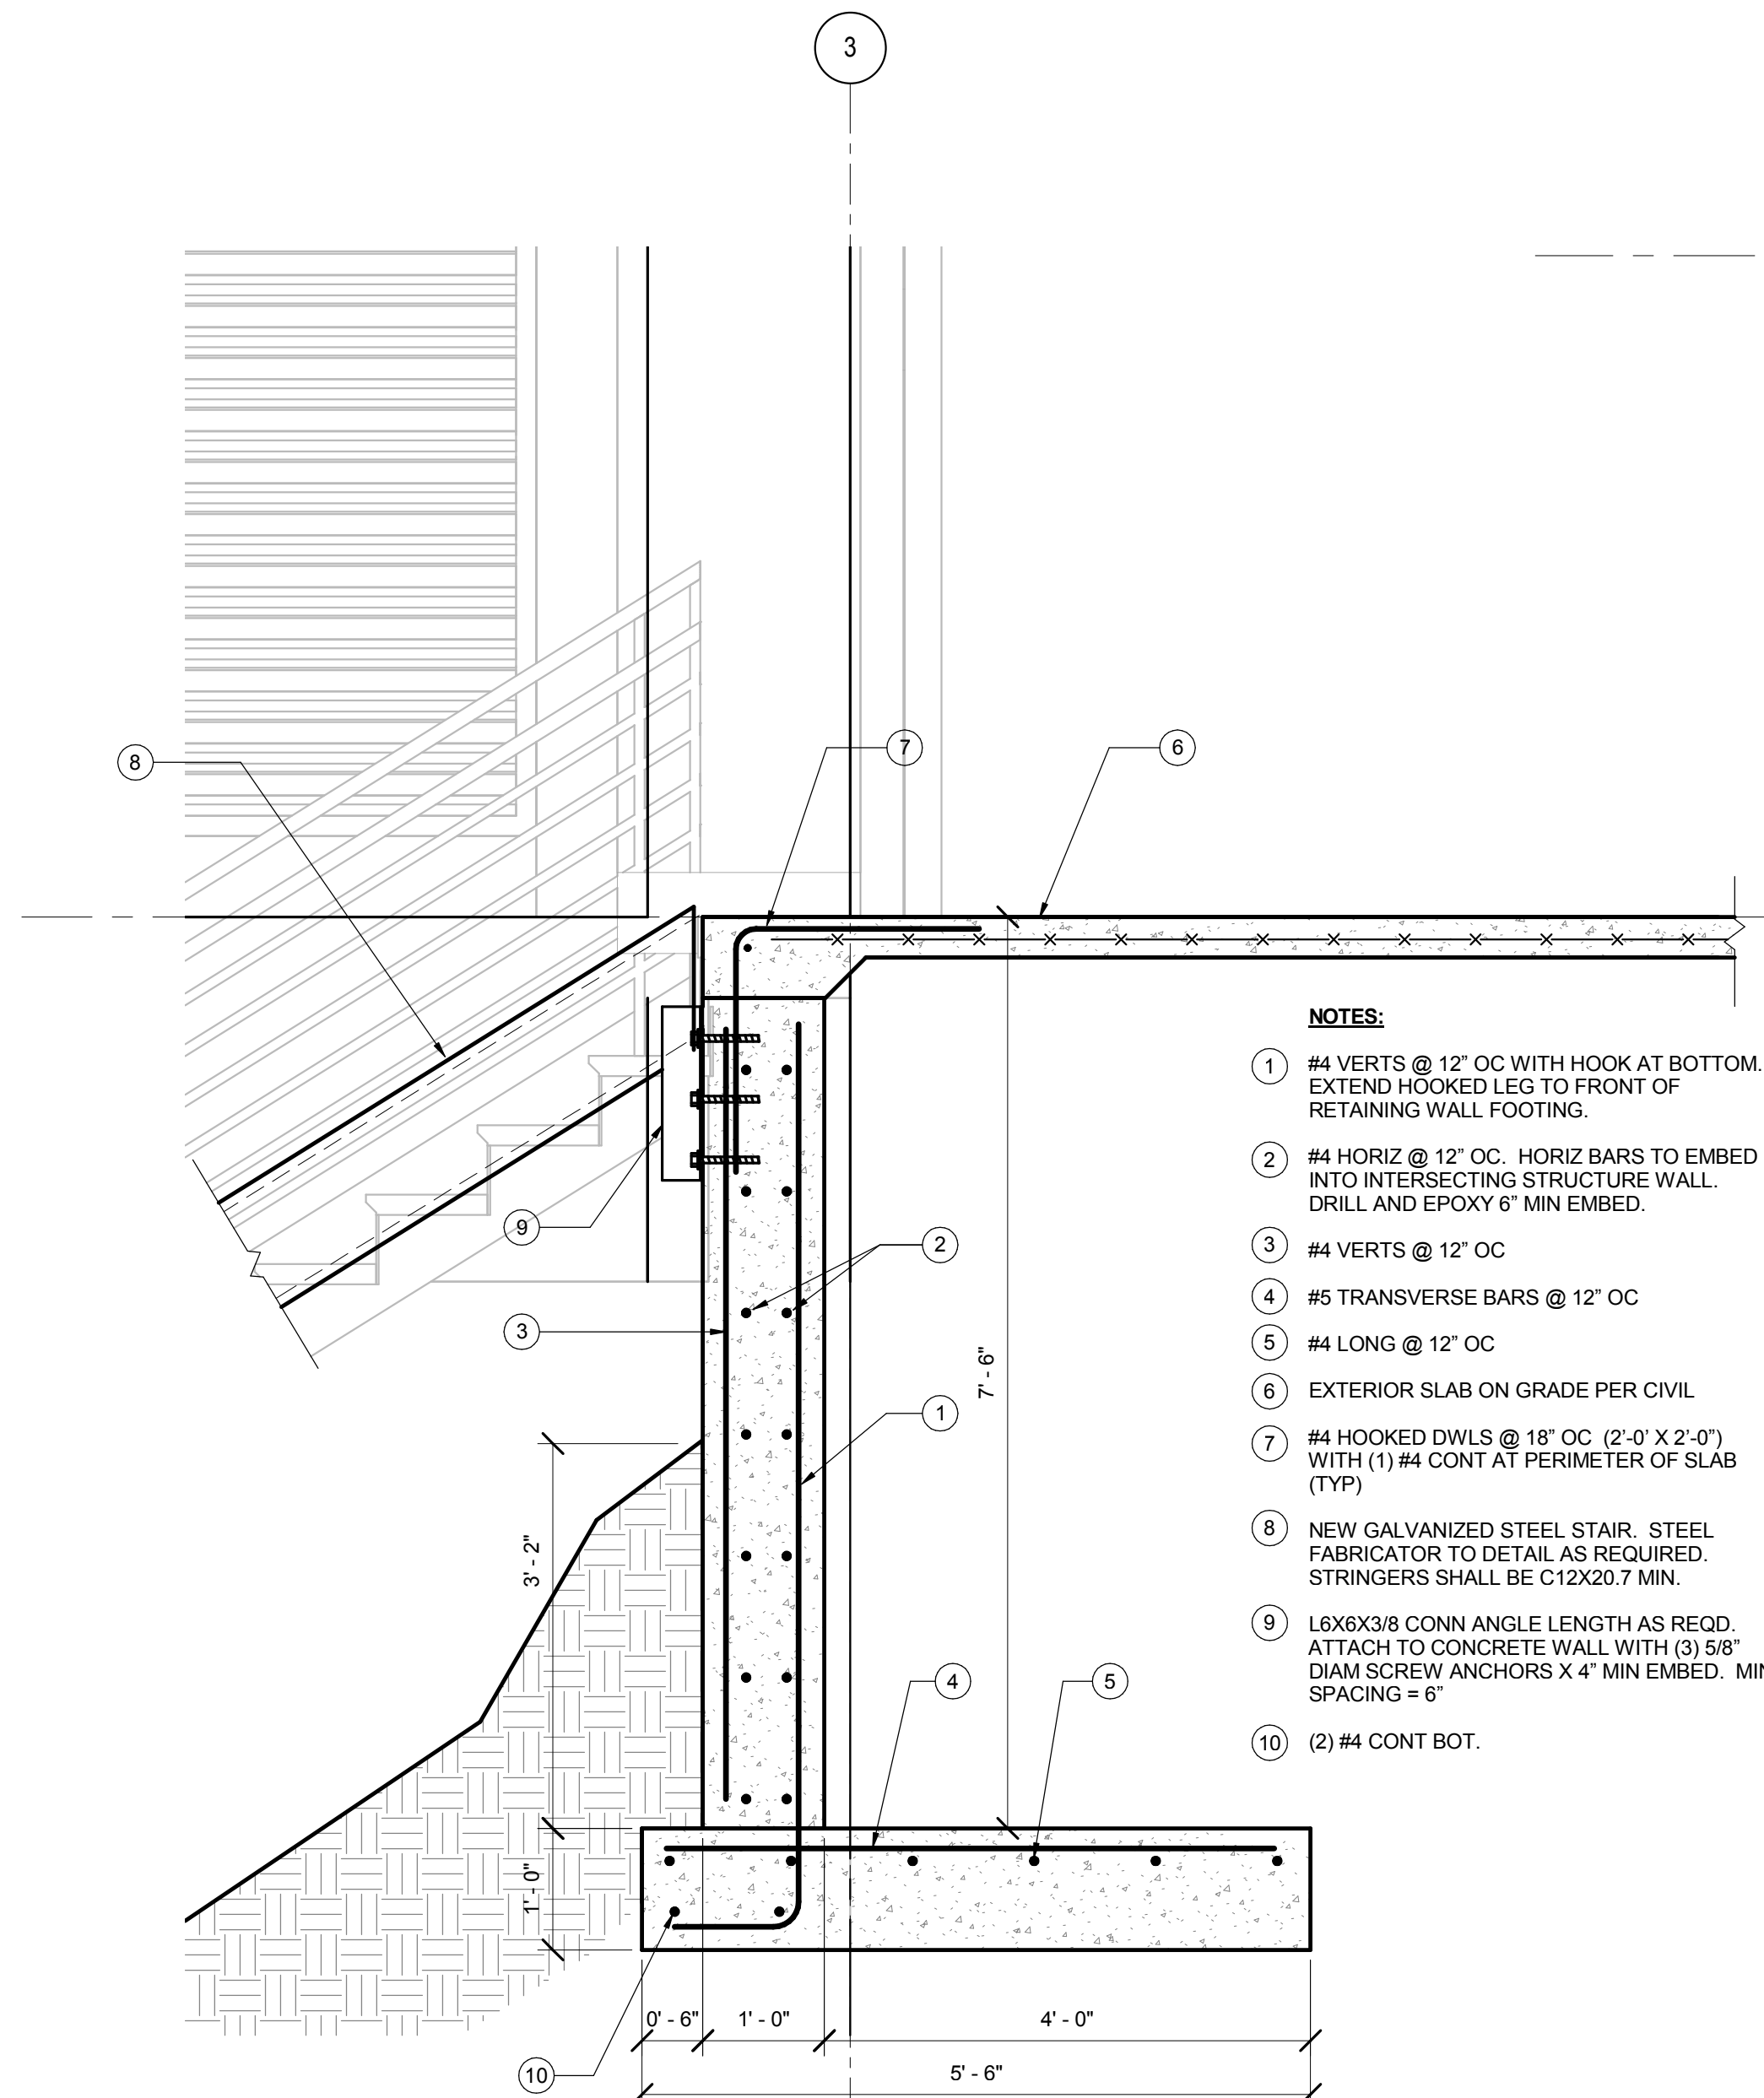 3
8
7
6
NOTES:
1 #4 VERTS @ 12” OC WITH HOOK AT BOTTOM.
EXTEND HOOKED LEG TO FRONT OF
RETAINING WALL FOOTING.
2 #4 HORIZ @ 12” OC. HORIZ BARS TO EMBED
INTO INTERSECTING STRUCTURE WALL.
DRILL AND EPOXY 6” MIN EMBED.
3 #4 VERTS @ 12” OC
4 #5 TRANSVERSE BARS @ 12” OC
5 #4 LONG @ 12” OC
6 EXTERIOR SLAB ON GRADE PER CIVIL
7 #4 HOOKED DWLS @ 18” OC (2’-0’ X 2’-0”)
WITH (1) #4 CONT AT PERIMETER OF SLAB
(TYP)
8 NEW GALVANIZED STEEL STAIR. STEEL
FABRICATOR TO DETAIL AS REQUIRED.
STRINGERS SHALL BE C12X20.7 MIN.
9 L6X6X3/8 CONN ANGLE LENGTH AS REQD.
ATTACH TO CONCRETE WALL WITH (3) 5/8”
DIAM SCREW ANCHORS X 4” MIN EMBED. MIN
SPACING = 6”
10 (2) #4 CONT BOT.
9
2
3
7' - 6"
1
3' - 2"
4
5
1' - 0"
0' - 6"
1' - 0"
4' - 0"
10
5' - 6"